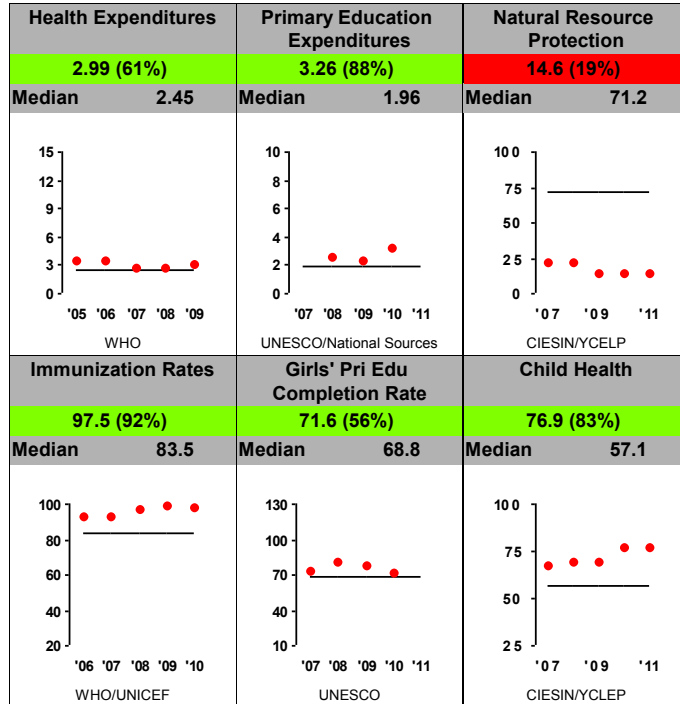 Health Expenditures
2.99 (61%)
Median 2.45
15
12
9
6
3
0
'05 '06 '07 '08 '09
WHO
Primary Education
Expenditures
3.26 (88%)
Median 1.96
10
8
6
4
2
0
'07 '08 '09 '10 '11
UNESCO/National Sources
Natural Resource
Protection
14.6 (19%)
Median 71.2
100
75
50
25
0
'07 '09 '11
CIESIN/YCELP
Immunization Rates
97.5 (92%)
Median 83.5
100
80
60
40
20
'06 '07 '08 '09 '10
WHO/UNICEF
Girls' Pri Edu
Completion Rate
71.6 (56%)
Median 68.8
130
100
70
40
10
'07 '08 '09 '10 '11
UNESCO
Child Health
76.9 (83%)
Median 57.1
100
75
50
25
'07 '09 '11
CIESIN/YCLEP